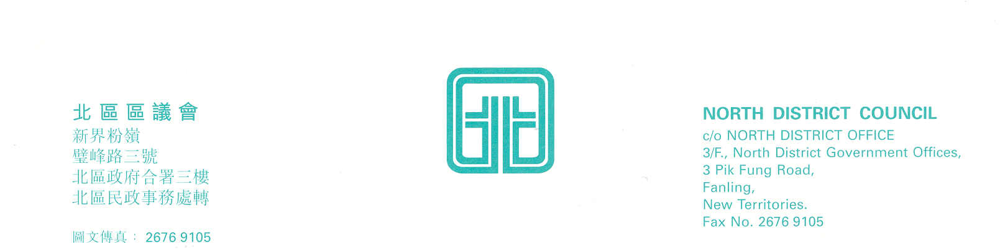 北區區議會
新界粉嶺
璧峰路三號
北區政府合署三樓
北區民政事務處轉
圖文傳真： 2676 9105
北
NORTH DISTRICT COUNCIL
c/o NORTH DISTRICT OFFICE
3/F., North District Government Offices,
3 Pik Fung Road,
Fanling,
New Territories.
Fax No. 2676 9105